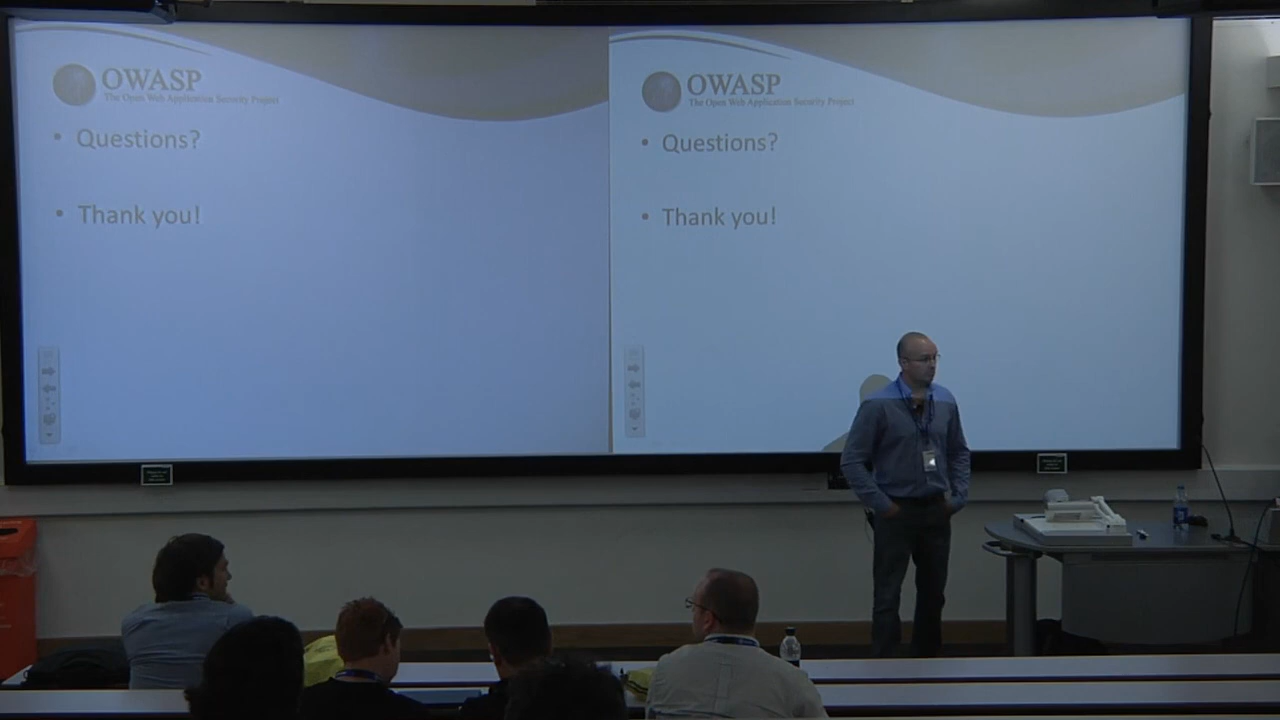 OWASP
The Open Web Application Security Project
• Questions?
• Thank you!
OWASP
The Open Web Application Security Project
• Questions?
• Thank you!